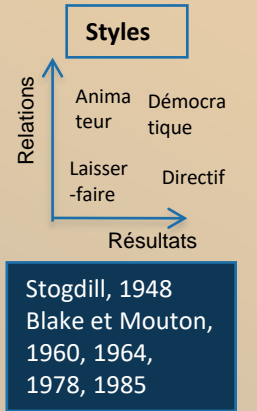 Styles
Relations
Anima
teur
Démocra
tique
Laisser
-faire
Directif
Résultats
Stogdill, 1948
Blake et Mouton,
1960, 1964,
1978, 1985